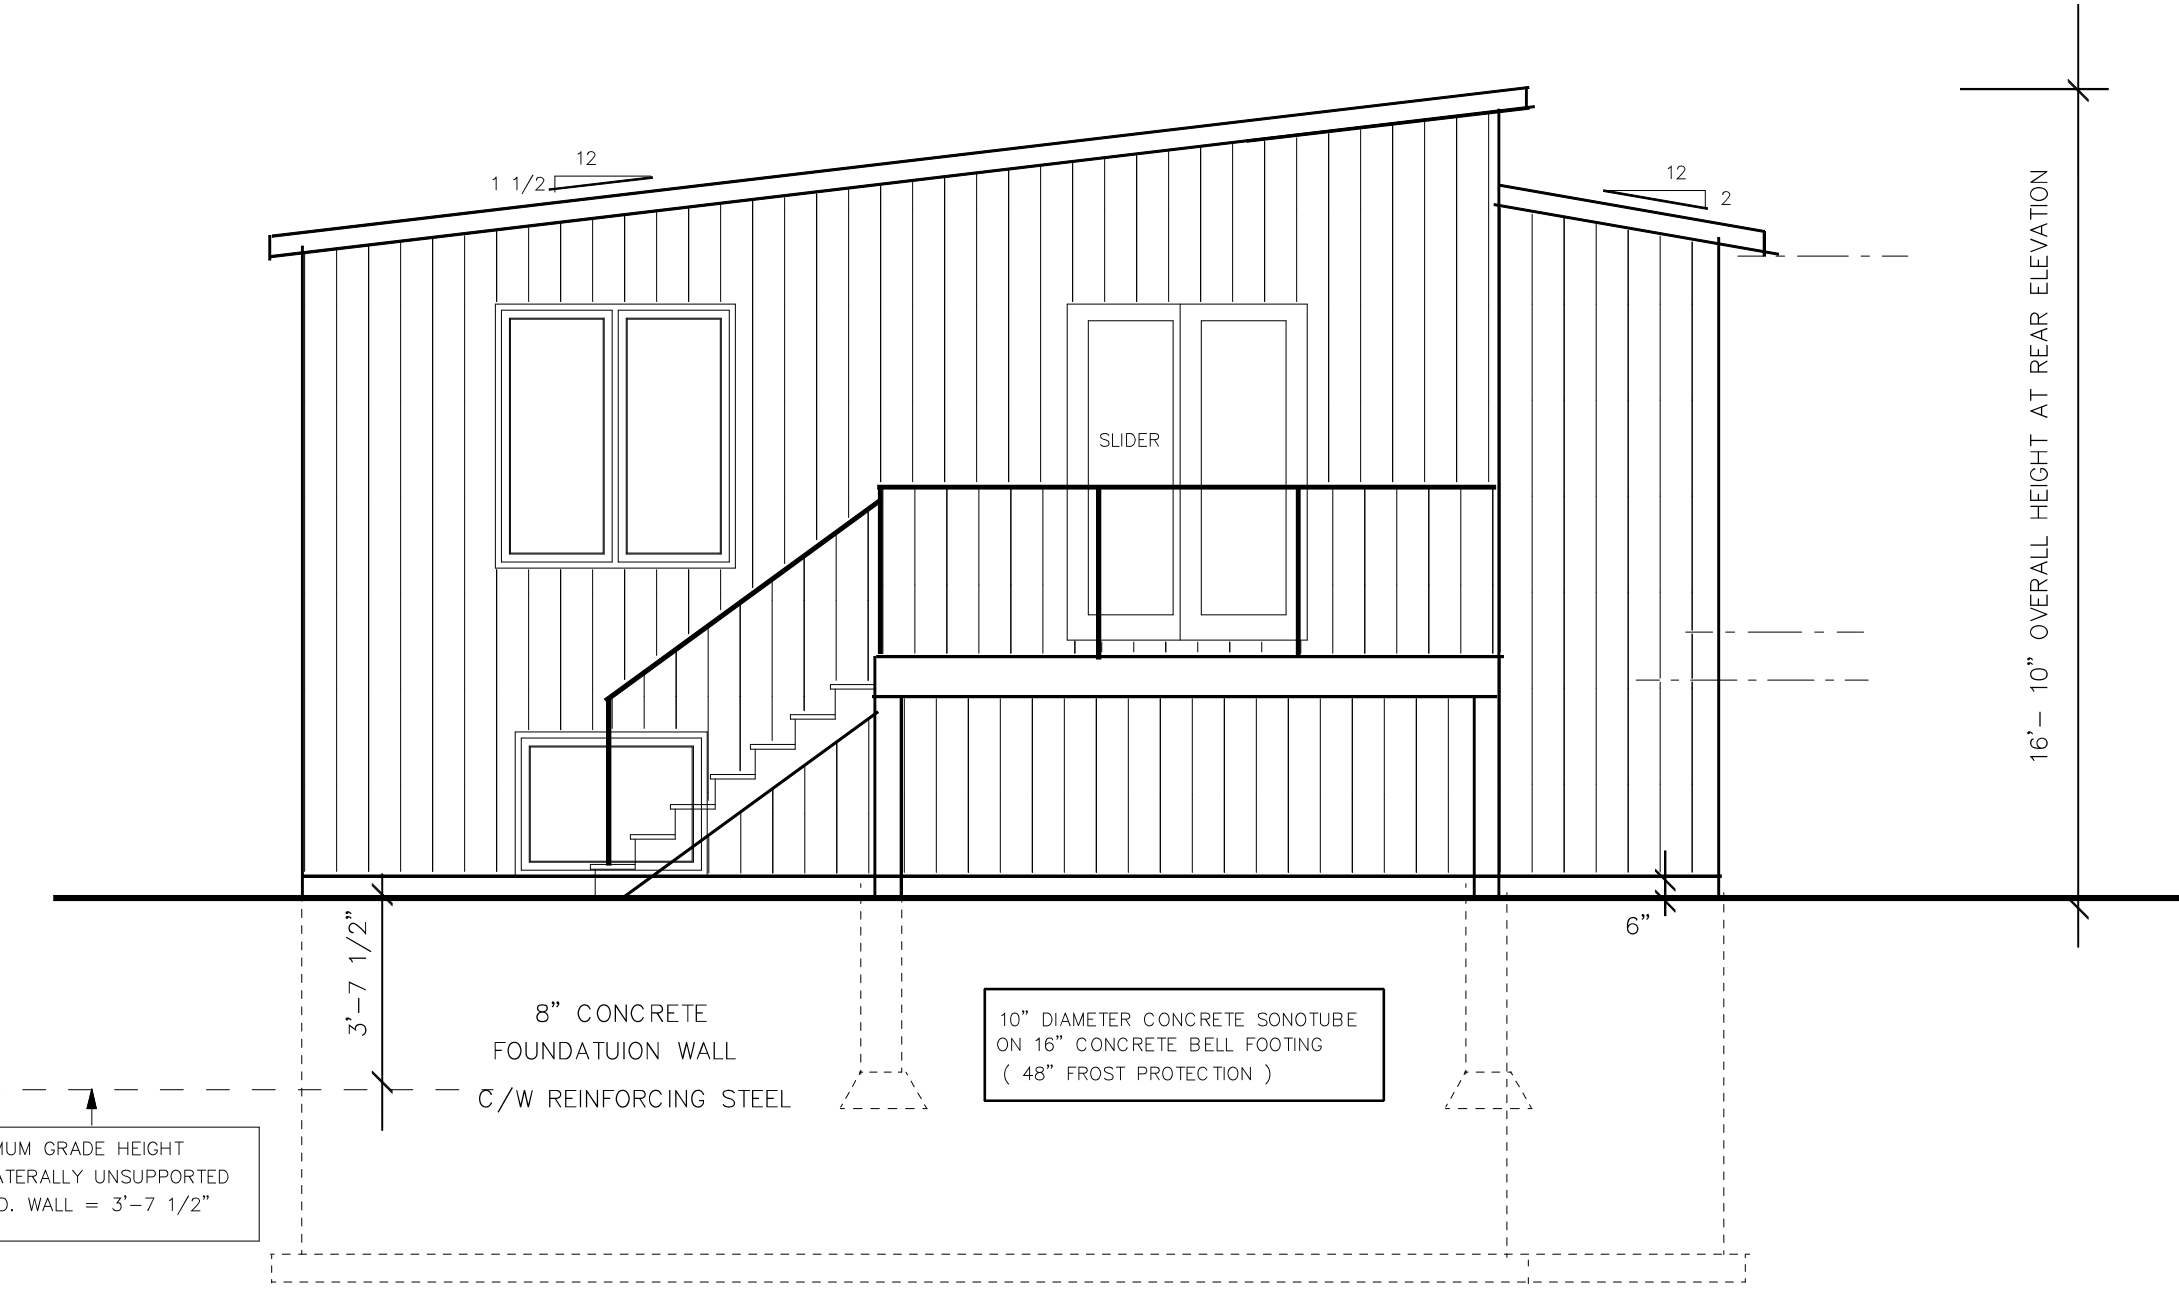 12
1 1/2
12
2
16'- 10" OVERALL HEIGHT AT REAR ELEVATION
SLIDER
6"
3'-7 1/2"
8" CONCRETE
FOUNDATUION WALL
C/W REINFORCING STEEL
10" DIAMETER CONCRETE SONOTUBE
ON 16" CONCRETE BELL FOOTING
( 48" FROST PROTECTION )
GRADE HEIGHT
UNSUPPORTED
WALL = 3'-7 1/2"